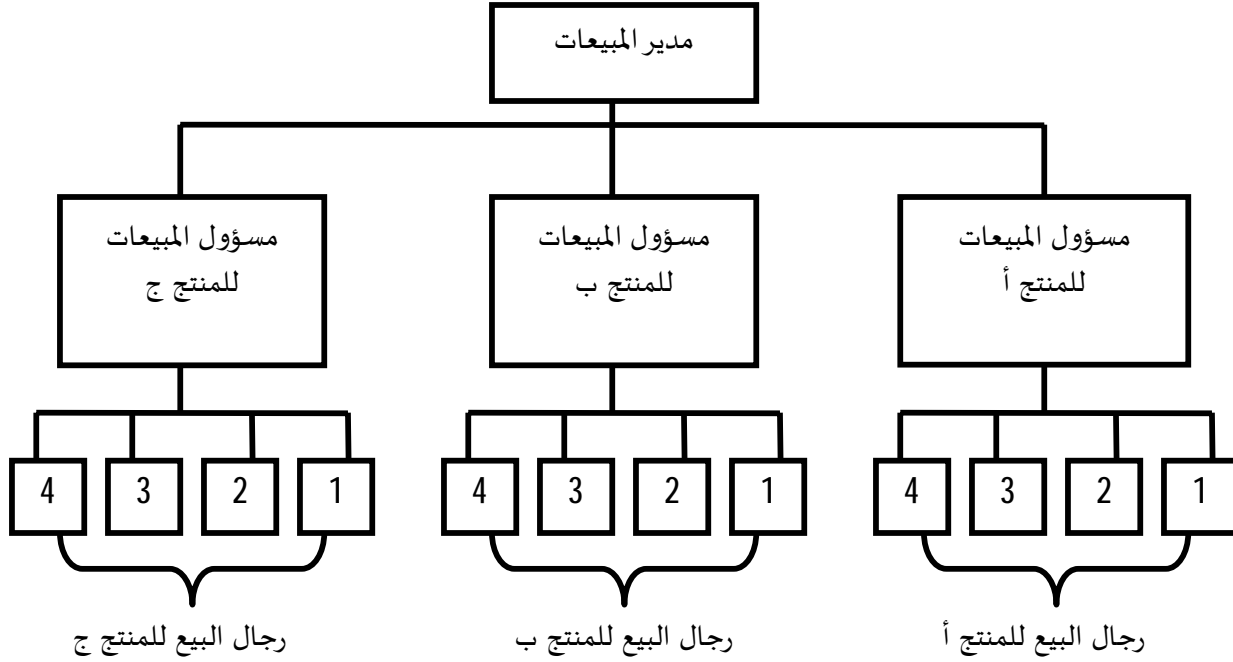 مدير المبيعات
مسؤول المبيعات
للمنتج أ
مسؤول المبيعات
للمنتج ب
مسؤول المبيعات
للمنتج ج
1
2
3
4
1
2
3
4
1
2
3
4
رجال البيع للمنتج أ
رجال البيع للمنتج ب
رجال البيع للمنتج ج